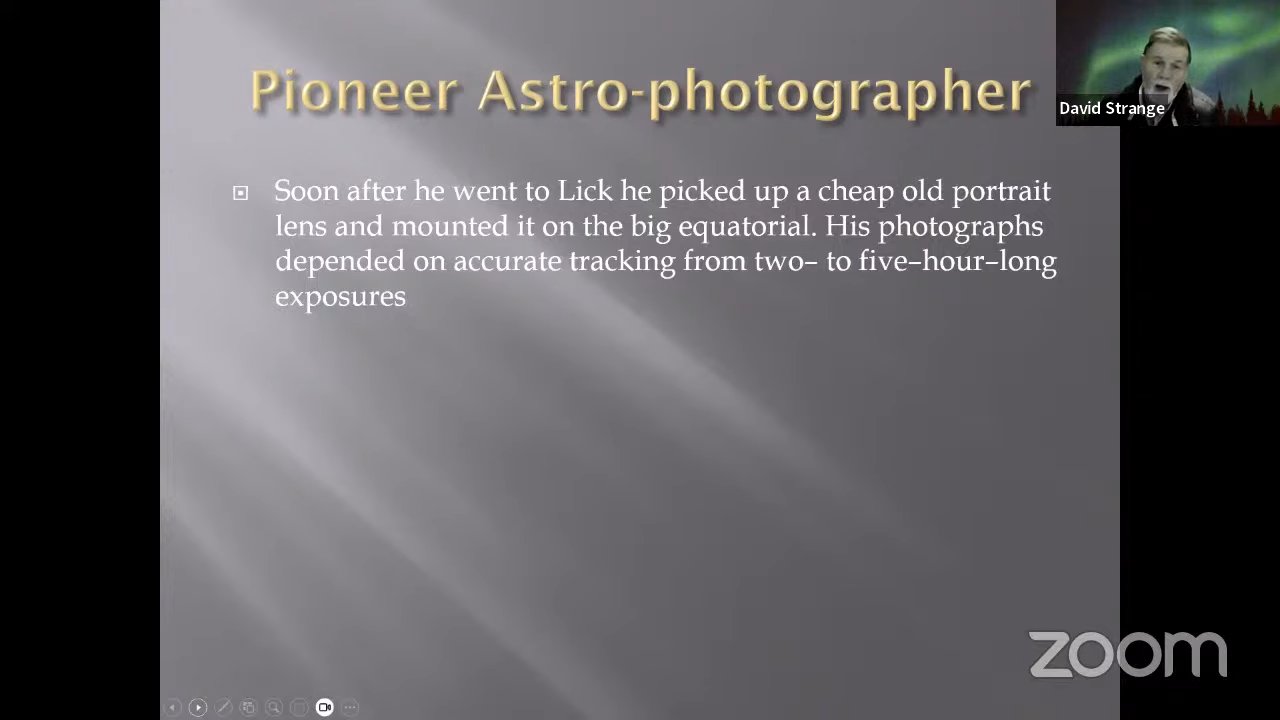 Pioneer Astro-photographer
David Strange
Soon after he went to Lick he picked up a cheap old portrait
lens and mounted it on the big equatorial. His photographs
depended on accurate tracking from two– to five–hour–long
exposures
zoom